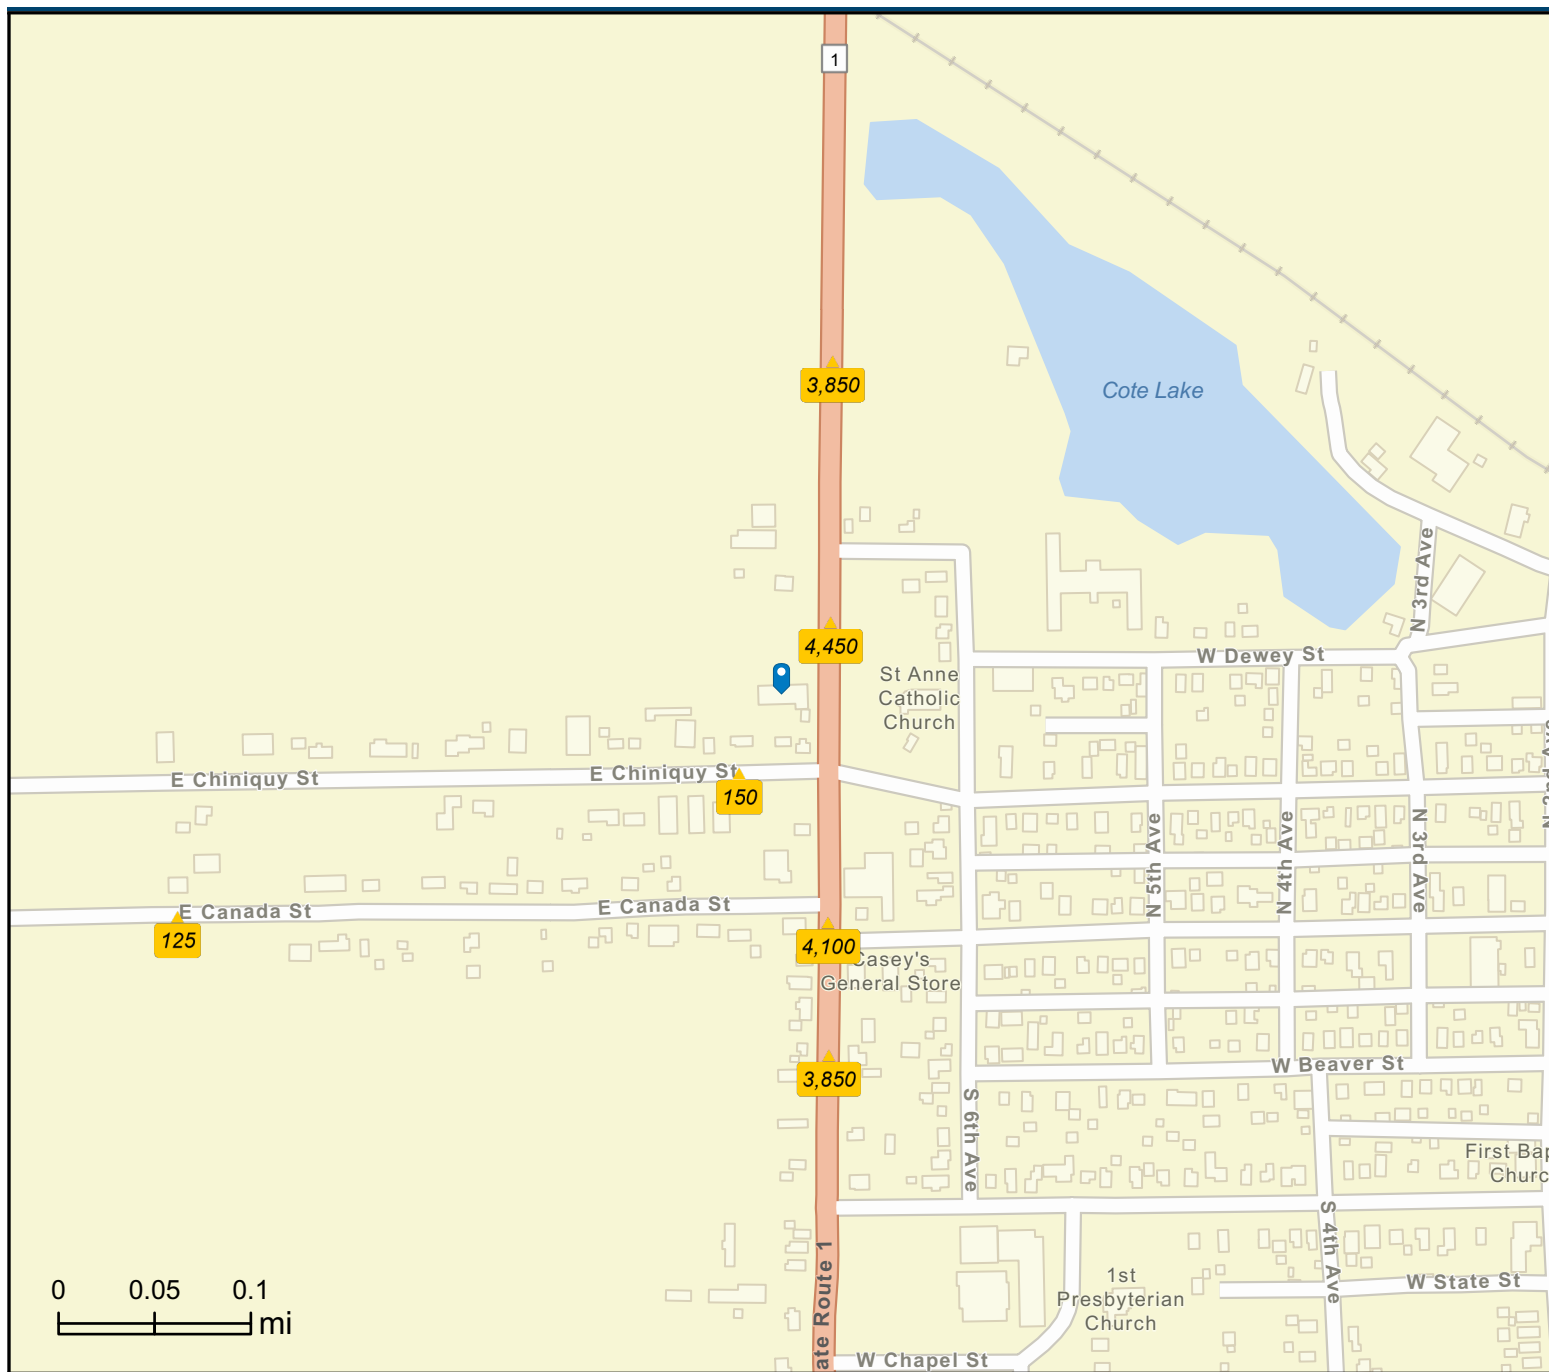 1
3,850
Cote Lake
N 3rd Ave
4,450
W Dewey St
St Anne
Catholic
Church
E Chiniquy St
E Chiniquy St
150
N 5th Ave
N 4th Ave
N 3rd Ave
N 2nd Ave
E Canada St
E Canada St
125
4,100
Casey's
General Store
3,850
W Beaver St
S 6th Ave
First Bap
Churc
S 4th Ave
ate Route 1
1st
Presbyterian
Church
W State St
0 0.05 0.1
mi
W Chapel St